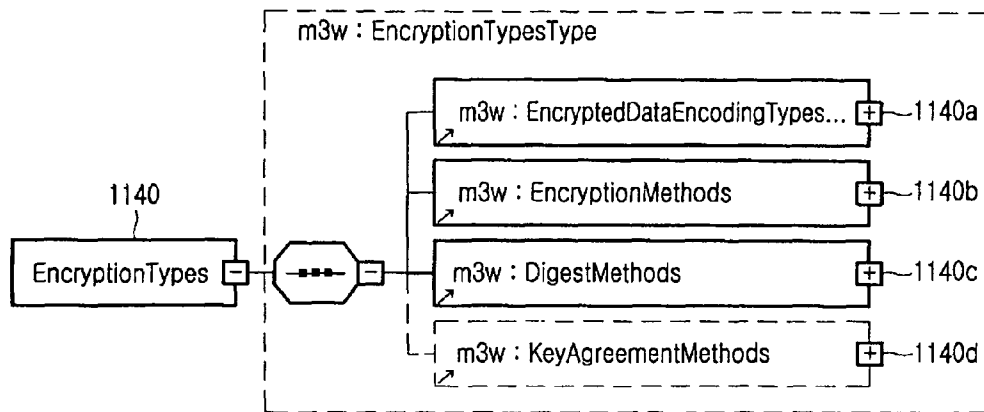 m3w : EncryptionTypesType
m3w : EncryptedDataEncodingTypes...
1140a
1140
m3w : EncryptionMethods
1140b
EncryptionTypes
m3w : DigestMethods
1140c
m3w : KeyAgreementMethods
1140d